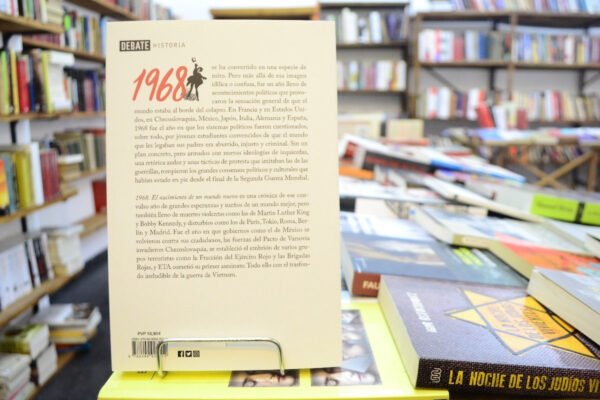 DEBATE HISTORIA
1968 se ha convertido en una especie de
mito. Pero más allá de esa imagen
idílica o confusa, fue un año lleno de
acontecimientos políticos que provo-
caron la sensación general de que el
mundo estaba al borde del colapso. En Francia y en Estados Uni-
dos, en Checoslovaquia, México, Japón, Italia, Alemania y España,
1968 fue el año en que los sistemas políticos fueron cuestionados,
sobre todo, por jóvenes estudiantes convencidos de que el mundo
que les legaban sus padres era aburrido, injusto y criminal. Sin un
plan concreto, pero armados con nuevas ideologías de izquierdas,
una retórica audaz y unas tácticas de protesta que imitaban las de las
guerrillas, rompieron los grandes consensos políticos y culturales que
habían estado en pie desde el final de la Segunda Guerra Mundial.
1968. El nacimiento de un mundo nuevo es una crónica de ese con-
vulso año de grandes esperanzas y sueños de un mundo mejor, pero
también lleno de muertes violentas como las de Martin Luther King
y Bobby Kennedy, y disturbios como los de París, Tokio, Roma, Ber-
lín y Madrid. Fue el año en que gobiernos como el de México se
volvieron contra sus ciudadanos, las fuerzas del Pacto de Varsovia
invadieron Checoslovaquia, se estableció el embrión de varios gru-
pos terroristas como la Fracción del Ejército Rojo y las Brigadas
Rojas, y ETA cometió su primer asesinato. Todo ello con el trasfon-
do ineludible de la guerra de Vietnam.
LA NOCHE DE LOS JUDÍOS VI